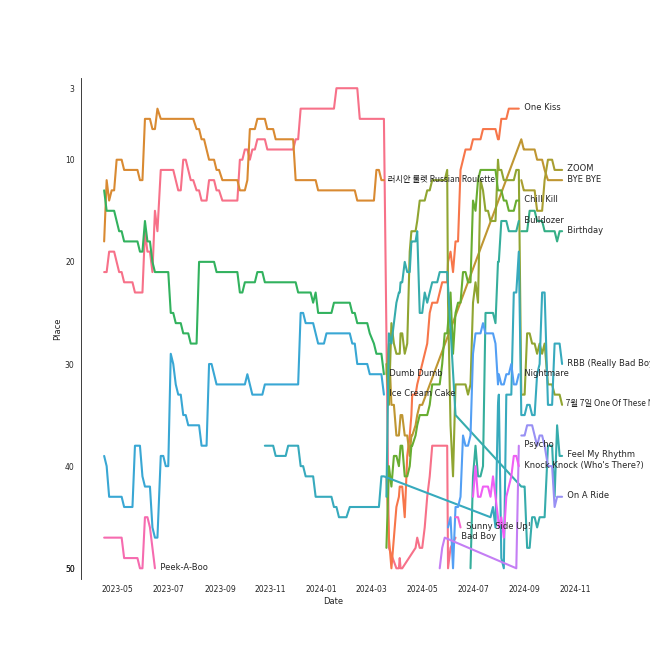 3
One Kiss
10
ZOOM
러시안 룰렛 Russian Roulette
BYE BYE
Chill Kill
Bulldozer
Birthday
20
Place
30
RBB (Really Bad Boy
Dumb Dumb
Nightmare
Ice Cream Cake
7월 7일 One Of These N
Psycho
Feel My Rhythm
40
Knock Knock (Who's There?)
On A Ride
Sunny Side Up!
Bad Boy
50
Peek-A-Boo
2023-05 2023-07 2023-09 2023-11 2024-01 2024-03 2024-05 2024-07 2024-09 2024-11
Date